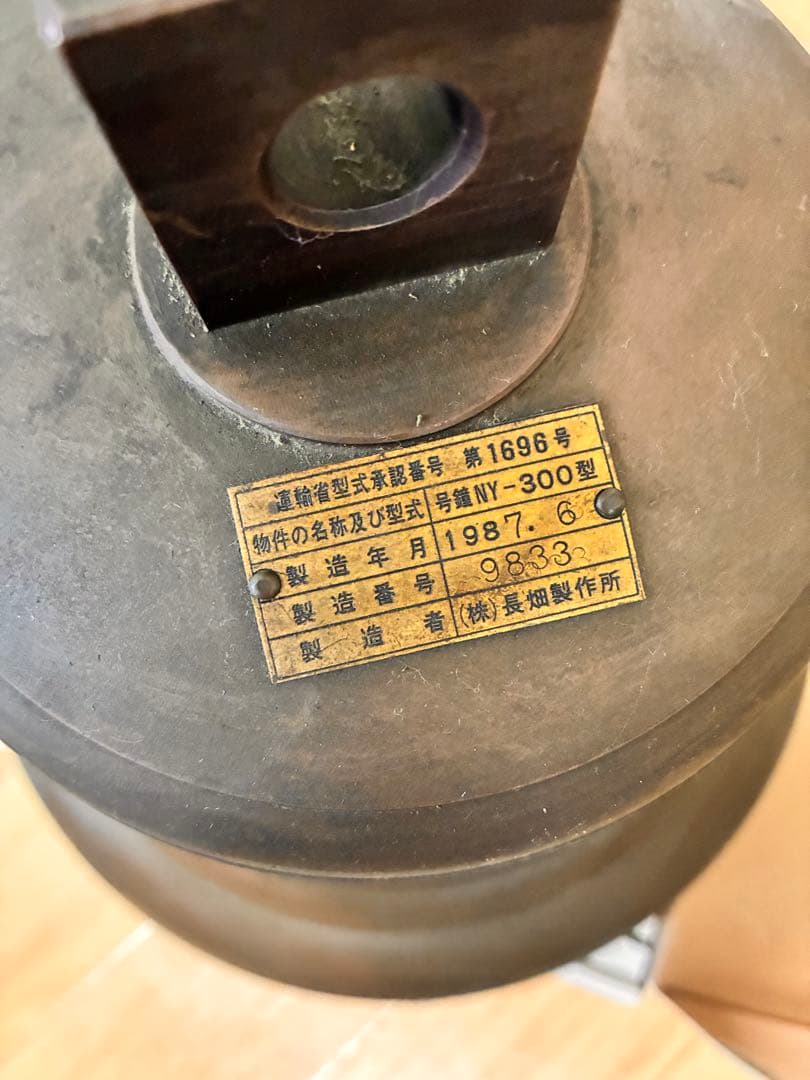 運輸省型式承認番号 第1696号
物件の名称及び型式 号鐘NY-300型
製造年月 1987.6
製造番号 9833
製造者 (株)長畑製作所